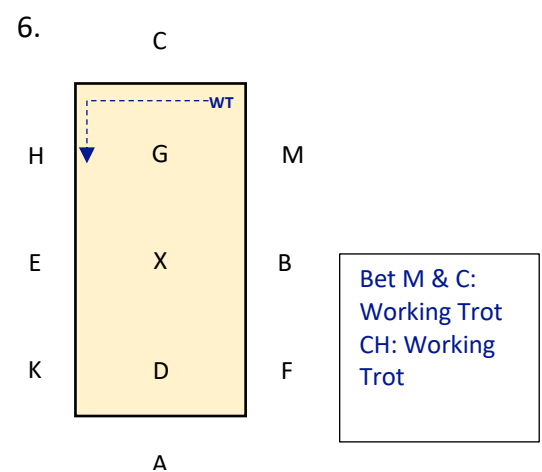 6.
C
WT
H G M
E X B
K D F
A
Bet M & C:
Working Trot
CH: Working
Trot